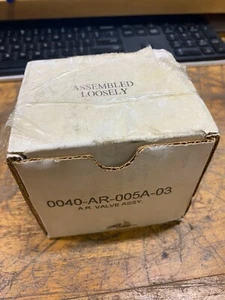 ASSEMBLED
LOOSELY
0040-AR-005A-03
A.R. VALVE ASSY.